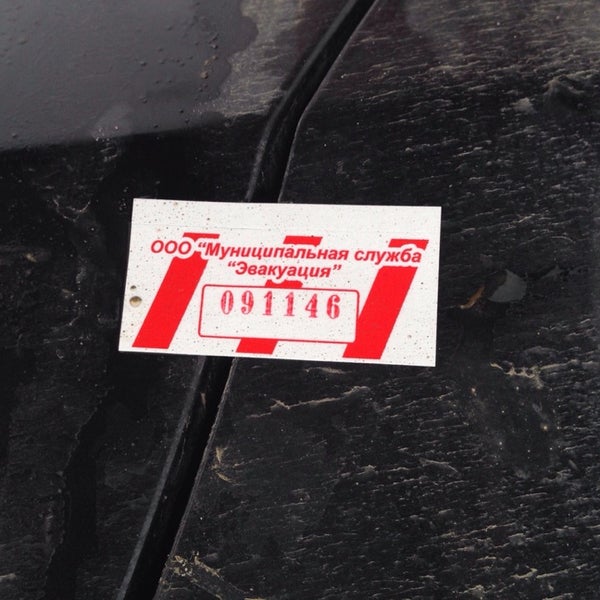 ООО “Муниципальная служба
“Эвакуация”
091146